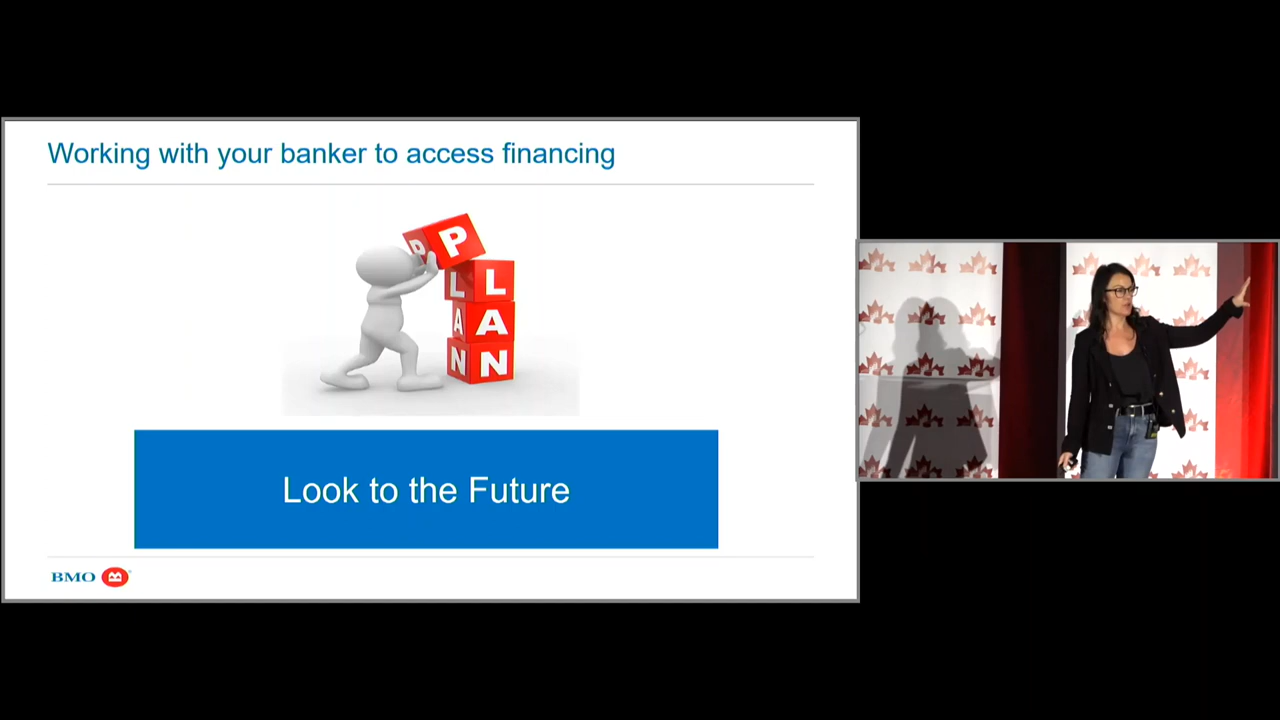 Working with your banker to access financing
P
P
L
L
A
A
N
N
Look to the Future
BMO